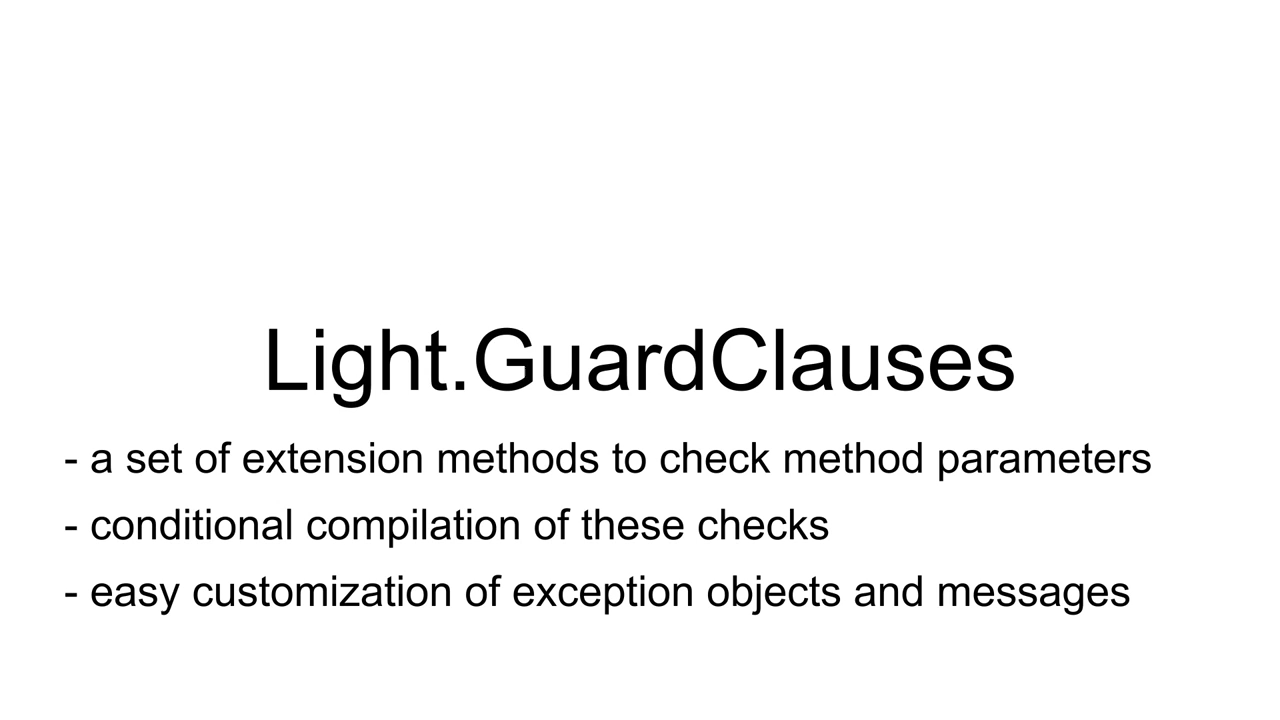 Light.GuardClauses
- a set of extension methods to check method parameters
- conditional compilation of these checks
- easy customization of exception objects and messages